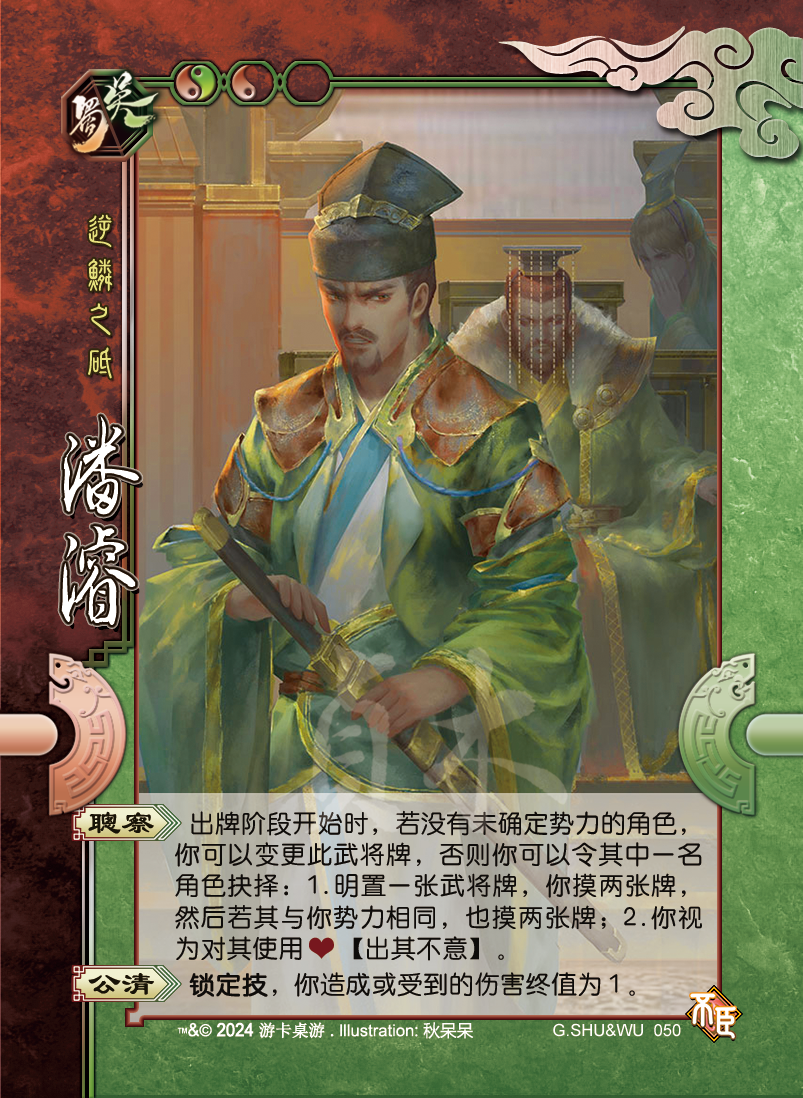 蜀吴
逆鳞之砥
潘濬
聪察
出牌阶段开始时，若没有未确定势力的角色，
你可以变更此武将牌，否则你可以令其中一名
角色抉择：1.明置一张武将牌，你摸两张牌，
然后若其与你势力相同，也摸两张牌；2.你视
为对其使用♥【出其不意】。
公清
锁定技，你造成或受到的伤害终值为1。
™&© 2024 游卡桌游 . Illustration: 秋呆呆
G.SHU&WU 050
不臣